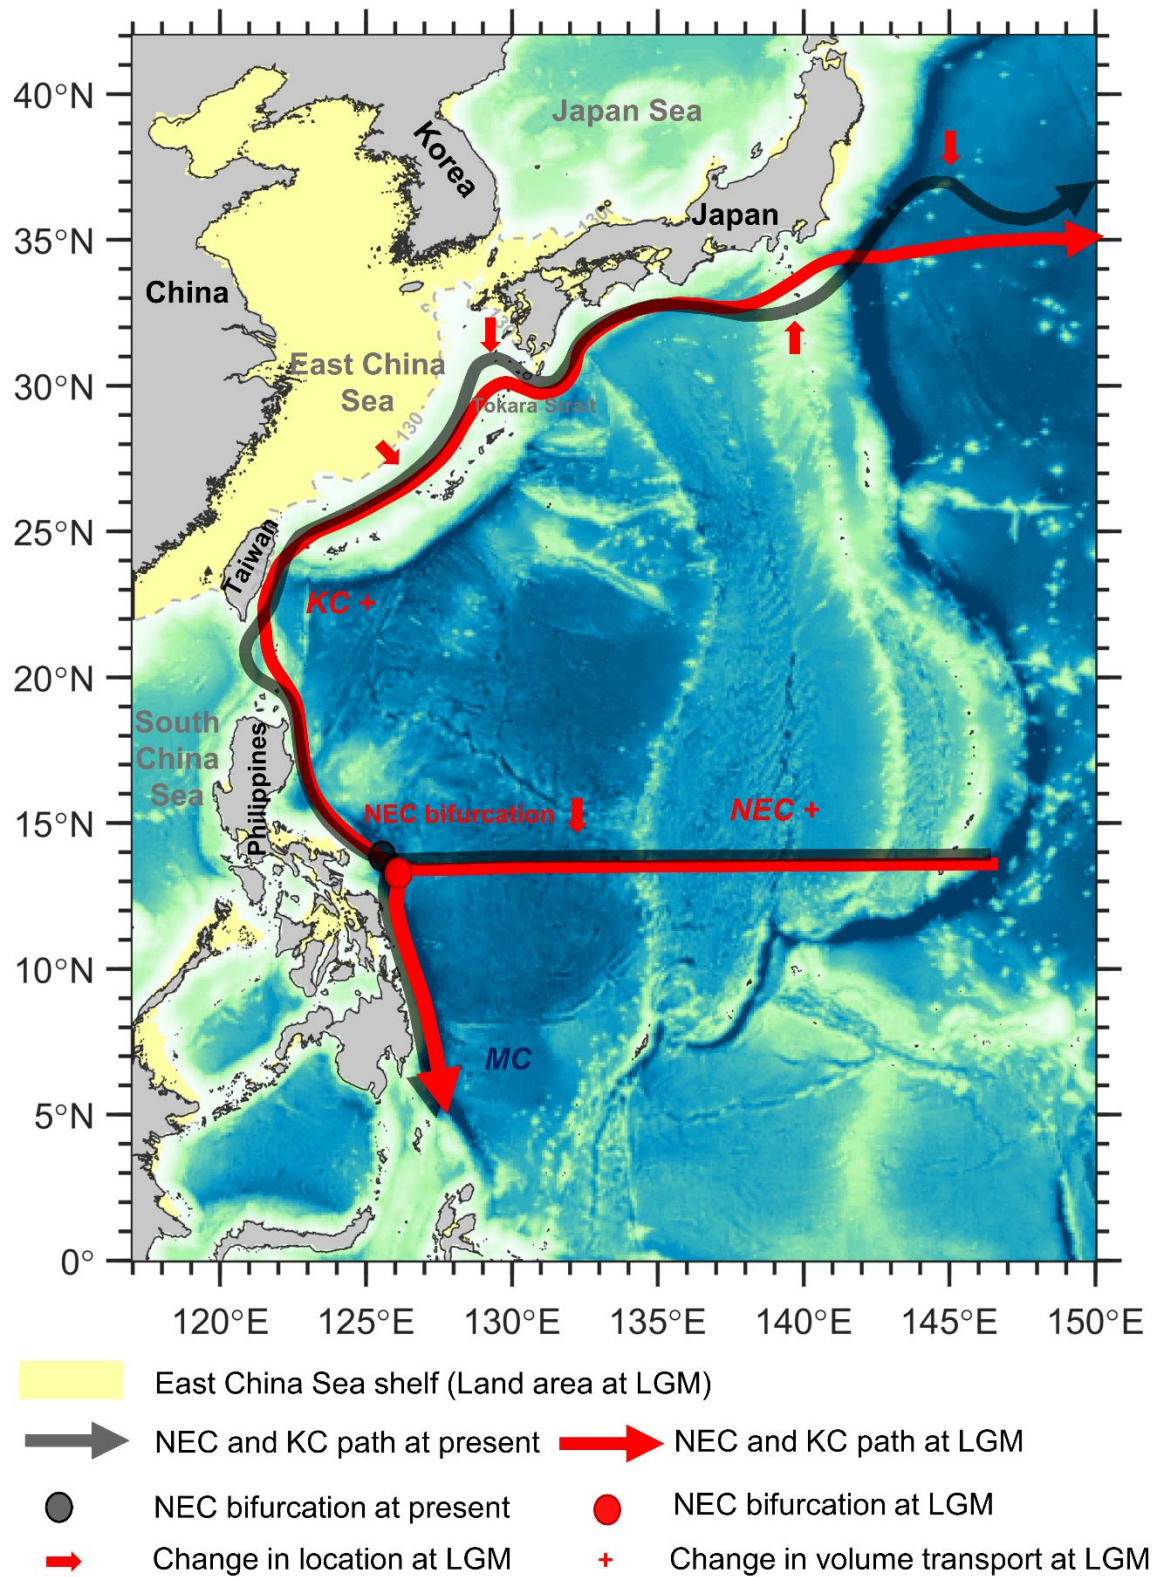 40°N
35°N
30°N
25°N
20°N
15°N
10°N
5°N
0°
120°E
125°E
130°E
135°E
140°E
145°E
150°E
Japan Sea
Korea
Japan
130
China
130
East China
Sea
Tokara Strait
130
Taiwan
KC +
South
China
Sea
Philippines
NEC bifurcation
NEC +
MC
East China Sea shelf (Land area at LGM)
NEC and KC path at present
NEC and KC path at LGM
NEC bifurcation at present
NEC bifurcation at LGM
Change in location at LGM
+
Change in volume transport at LGM